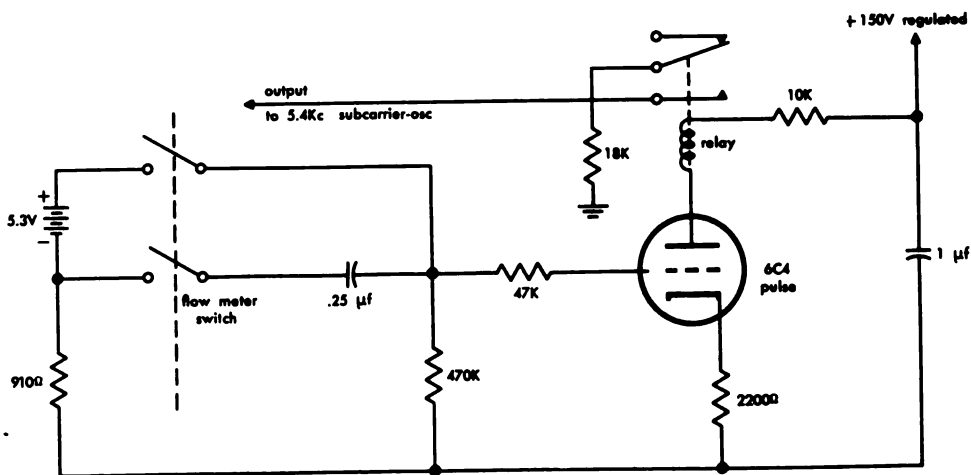 +150V regulated
output
to 5.4Kc subcarrier-osc
10K
relay
18K
+
5.3V
−
6C4
pulse
1 μf
flow meter
switch
.25 μf
47K
910Ω
470K
2200Ω